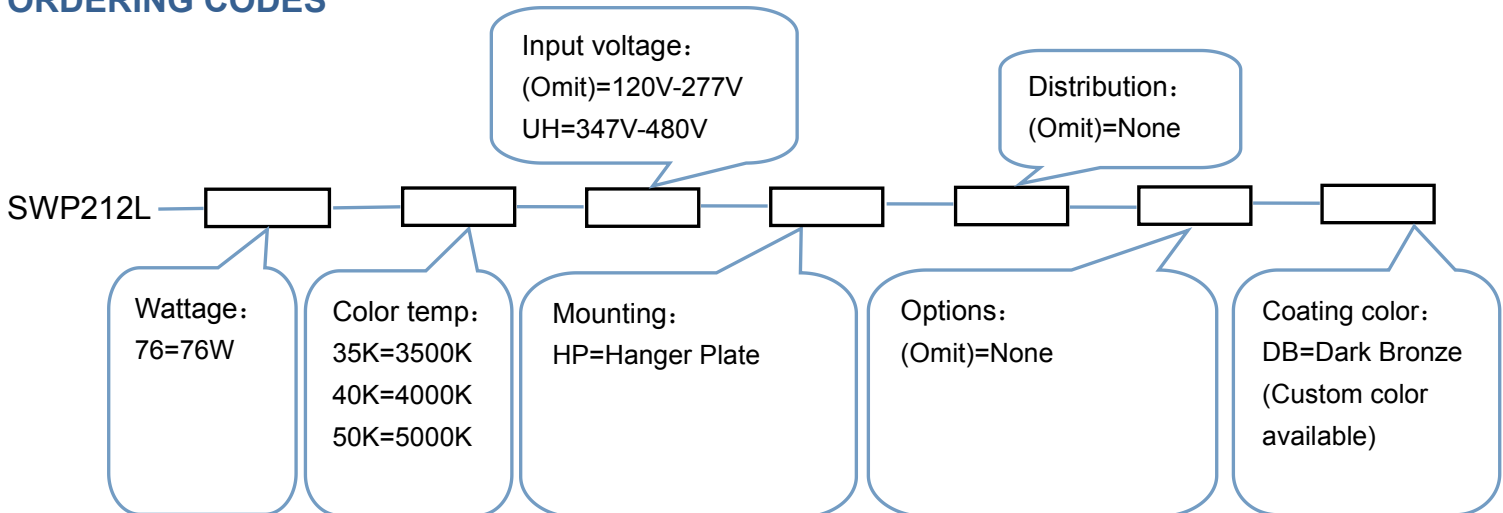 ORDERING CODES
Input voltage：
(Omit)=120V-277V
UH=347V-480V
Distribution：
(Omit)=None
SWP212L
Wattage：
76=76W
Color temp：
35K=3500K
40K=4000K
50K=5000K
Mounting：
HP=Hanger Plate
Options：
(Omit)=None
Coating color：
DB=Dark Bronze
(Custom color
available)